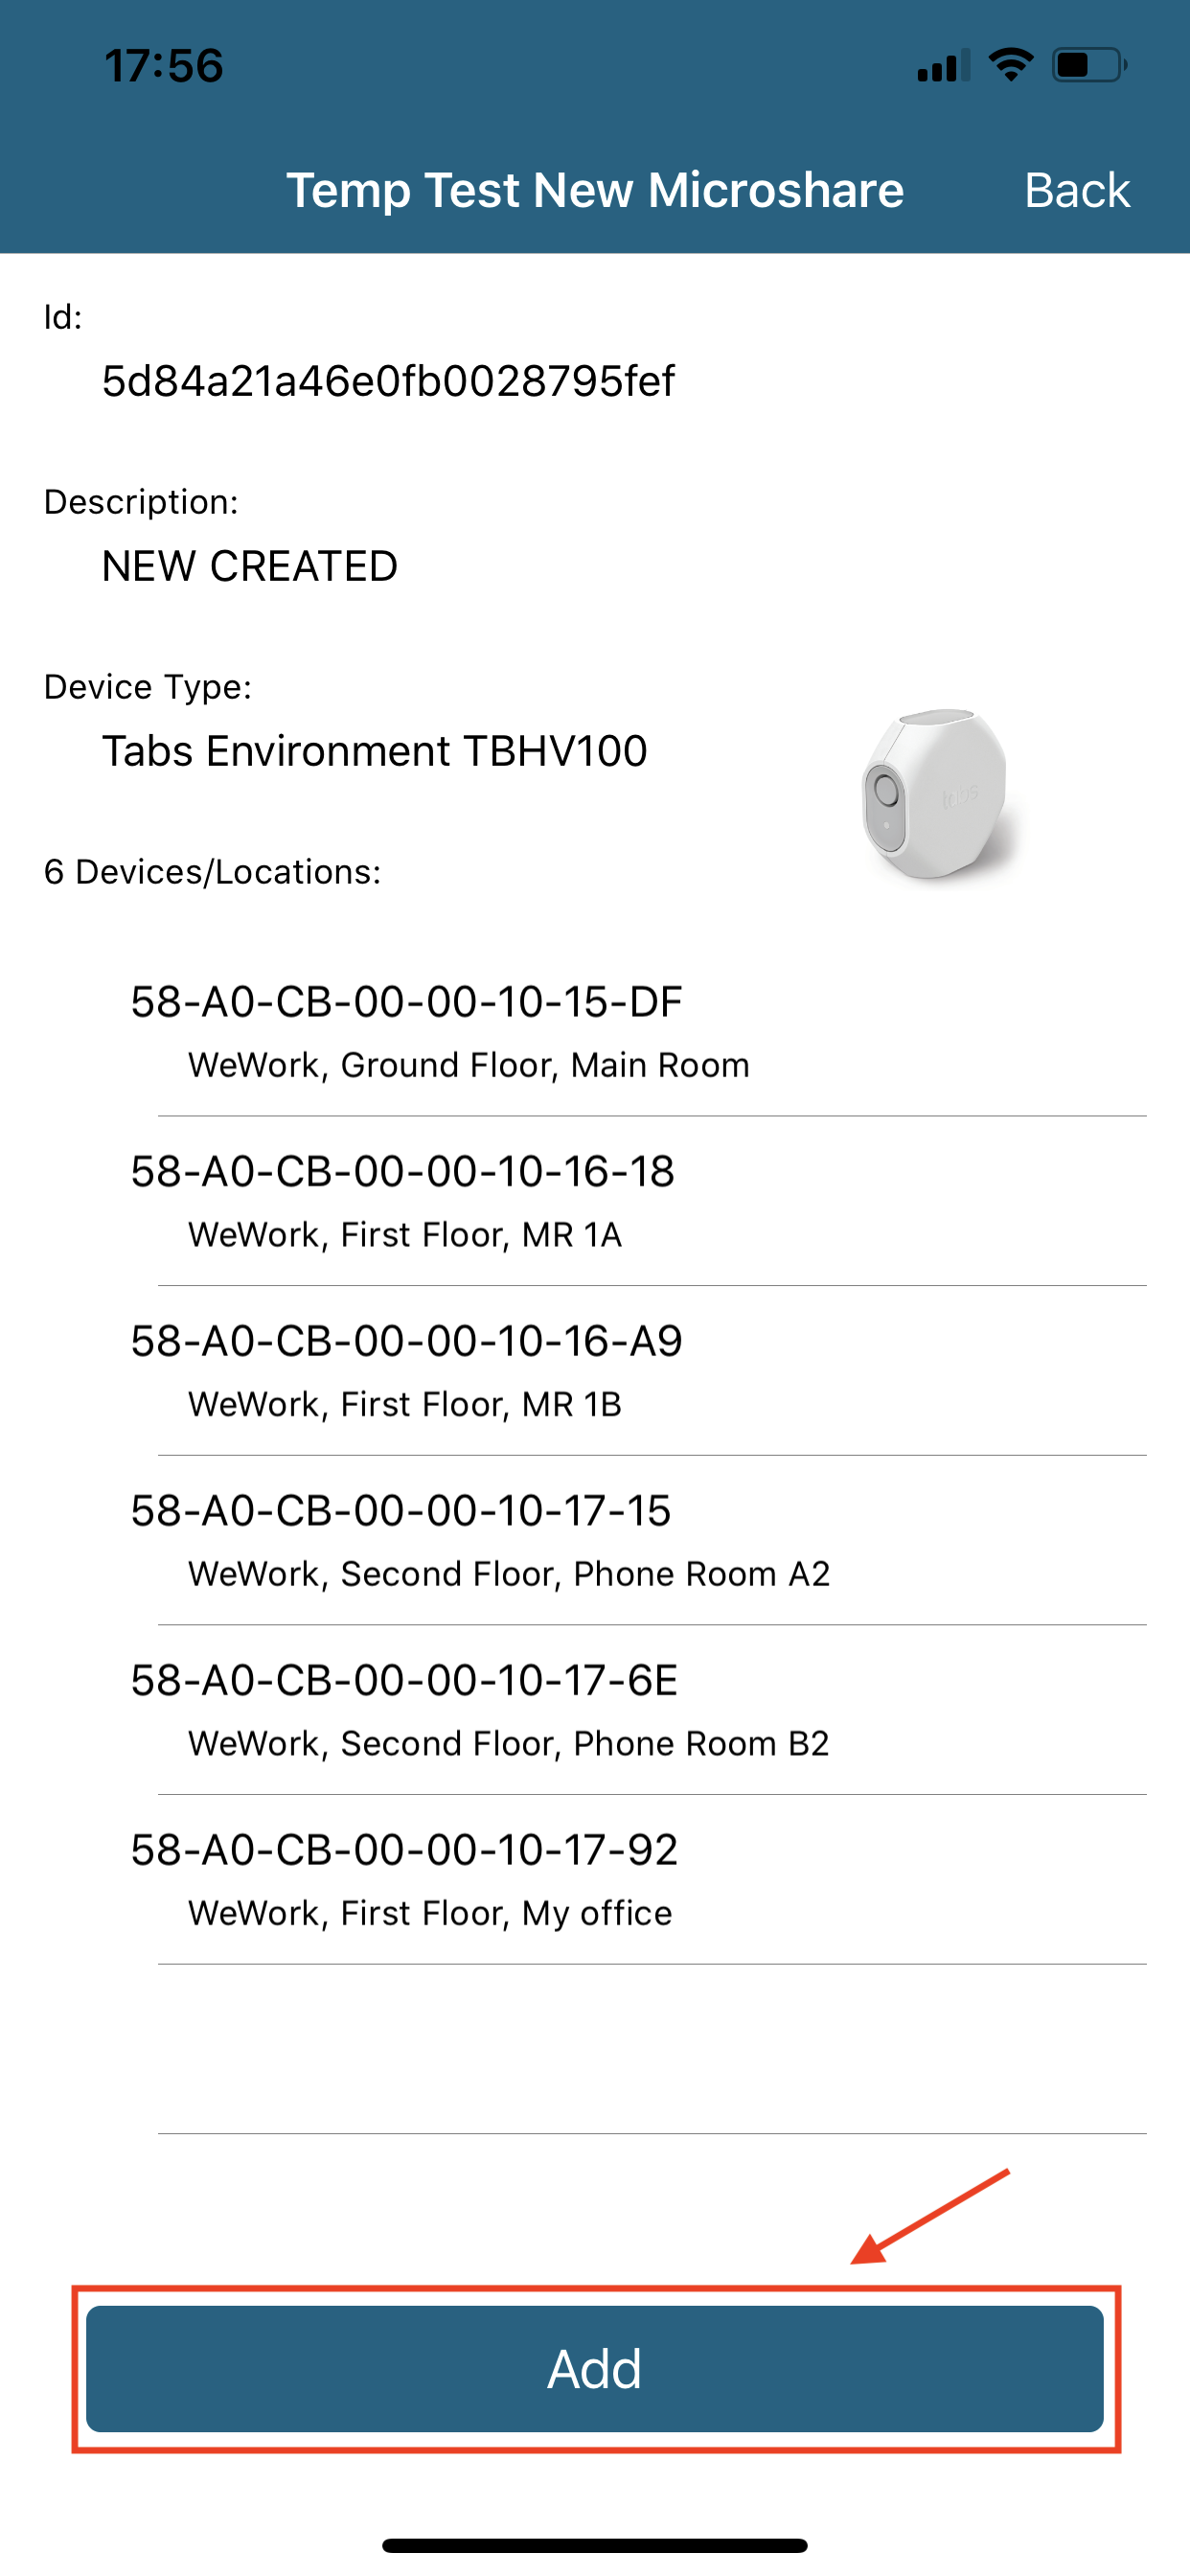 17:56
Temp Test New Microshare Back
Id:
5d84a21a46e0fb0028795fef
Description:
NEW CREATED
Device Type:
Tabs Environment TBHV100
tabs
6 Devices/Locations:
58-A0-CB-00-00-10-15-DF
WeWork, Ground Floor, Main Room
58-A0-CB-00-00-10-16-18
WeWork, First Floor, MR 1A
58-A0-CB-00-00-10-16-A9
WeWork, First Floor, MR 1B
58-A0-CB-00-00-10-17-15
WeWork, Second Floor, Phone Room A2
58-A0-CB-00-00-10-17-6E
WeWork, Second Floor, Phone Room B2
58-A0-CB-00-00-10-17-92
WeWork, First Floor, My office
Add